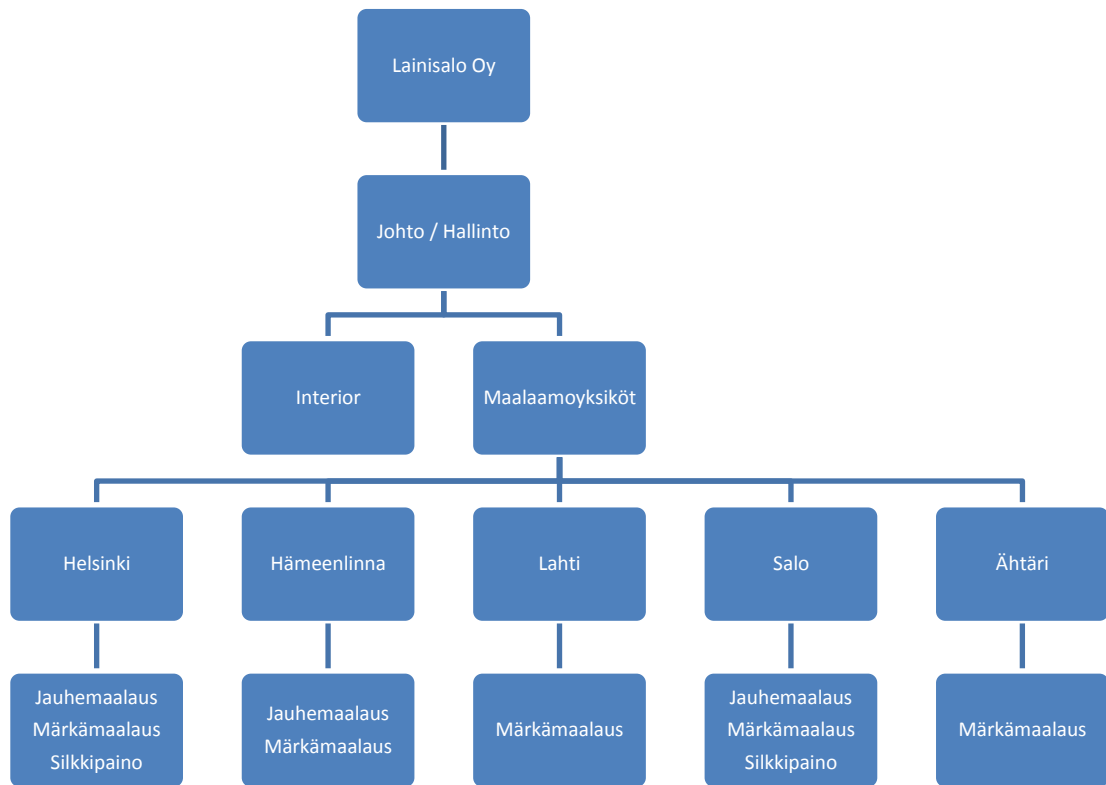 Lainisalo Oy
Johto / Hallinto
Interior
Maalaamoyksiköt
Helsinki
Hämeenlinna
Lahti
Salo
Ähtäri
Jauhemaalaus
Märkämaalaus
Silkkipaino
Jauhemaalaus
Märkämaalaus
Märkämaalaus
Jauhemaalaus
Märkämaalaus
Silkkipaino
Märkämaalaus